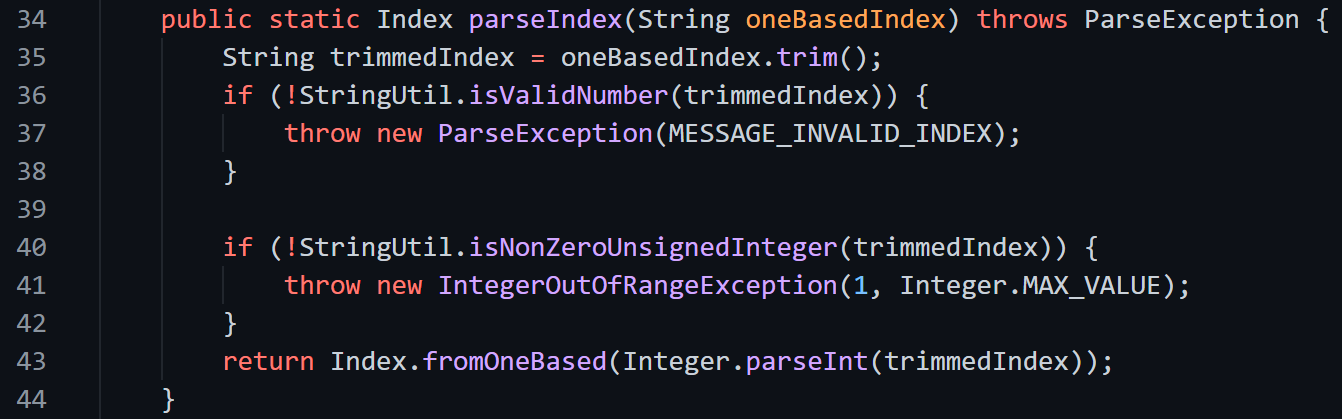 34 public static Index parseIndex(String oneBasedIndex) throws ParseException {
35 String trimmedIndex = oneBasedIndex.trim();
36 if (!StringUtil.isValidNumber(trimmedIndex)) {
37 throw new ParseException(MESSAGE_INVALID_INDEX);
38 }
39
40 if (!StringUtil.isNonZeroUnsignedInteger(trimmedIndex)) {
41 throw new IntegerOutOfRangeException(1, Integer.MAX_VALUE);
42 }
43 return Index.fromOneBased(Integer.parseInt(trimmedIndex));
44 }